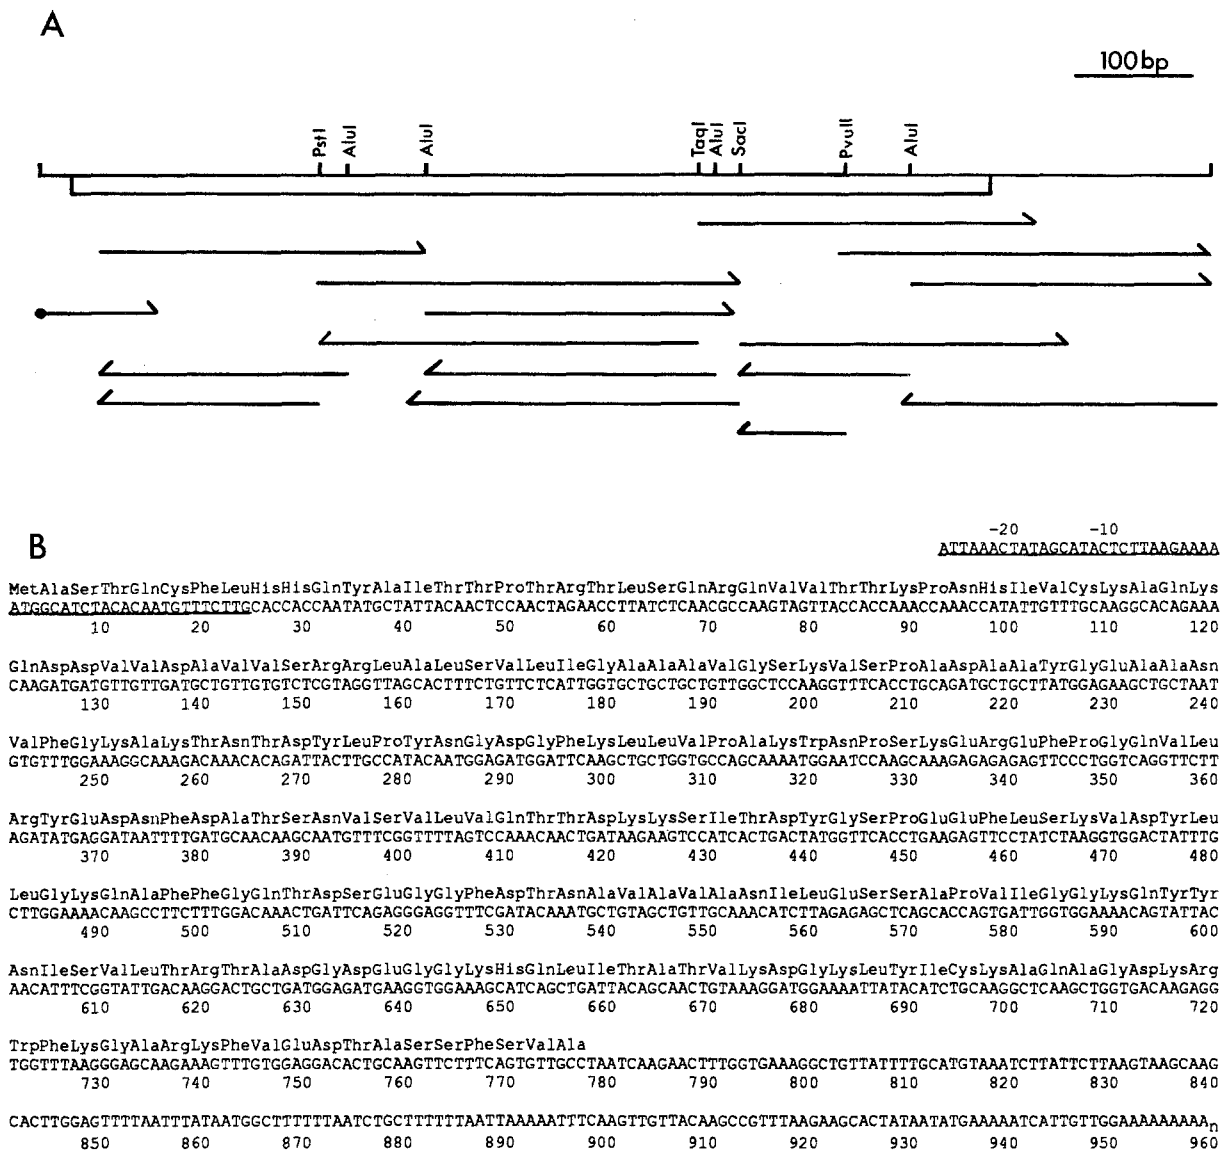 A
100bp
PstI
AluI
AluI
TaqI
AluI
SacI
PvuII
AluI
B
-20 -10
ATTAAACTATAGCATACTCTTAAGAAAA
MetAlaSerThrGlnCysPheLeuHisHisGlnTyrAlaIleThrThrProThrArgThrLeuSerGlnArgGlnValValThrThrLysProAsnHisIleValCysLysAlaGlnLys
ATGGCATCTACACAATGTTTCTTGCACCACCAATATGCTATTACAACTCCAACTAGAACCTTATCTCAACGCCAAGTAGTTACCACCAAACCAAACCATATTGTTTGCAAGGCACAGAAA
10 20 30 40 50 60 70 80 90 100 110 120
GlnAspAspValValAspAlaValValSerArgArgLeuAlaLeuSerValLeuIleGlyAlaAlaAlaValGlySerLysValSerProAlaAspAlaAlaTyrGlyGluAlaAlaAsn
CAAGATGATGTTGTTGATGCTGTTGTGTCTCGTAGGTTAGCACTTTCTGTTCTCATTGGTGCTGCTGCTGTTGGCTCCAAGGTTTCACCTGCAGATGCTGCTTATGGAGAAGCTGCTAAT
130 140 150 160 170 180 190 200 210 220 230 240
ValPheGlyLysAlaLysThrAsnThrAspTyrLeuProTyrAsnGlyAspGlyPheLysLeuLeuValProAlaLysTrpAsnProSerLysGluArgGluPheProGlyGlnValLeu
GTGTTTGGAAAGGCAAAGACAAACACAGATTACTTGCCATACAATGGAGATGGATTCAAGCTGCTGGTGCCAGCAAAATGGAATCCAAGCAAAGAGAGAGAGTTCCCTGGTCAGGTTCTT
250 260 270 280 290 300 310 320 330 340 350 360
ArgTyrGluAspAsnPheAspAlaThrSerAsnValSerValLeuValGlnThrThrAspLysLysSerIleThrAspTyrGlySerProGluGluPheLeuSerLysValAspTyrLeu
AGATATGAGGATAATTTTGATGCAACAAGCAATGTTTCGGTTTTAGTCCAAACAACTGATAAGAAGTCCATCACTGACTATGGTTCACCTGAAGAGTTCCTATCTAAGGTGGACTATTTG
370 380 390 400 410 420 430 440 450 460 470 480
LeuGlyLysGlnAlaPhePheGlyGlnThrAspSerGluGlyGlyPheAspThrAsnAlaValAlaValAlaAsnIleLeuGluSerSerAlaProValIleGlyGlyLysGlnTyrTyr
CTTGGAAAACAAGCCTTCTTTGGACAAACTGATTCAGAGGGAGGTTTCGATACAAATGCTGTAGCTGTTGCAAACATCTTAGAGAGCTCAGCACCAGTGATTGGTGGAAAACAGTATTAC
490 500 510 520 530 540 550 560 570 580 590 600
AsnIleSerValLeuThrArgThrAlaAspGlyAspGluGlyGlyLysHisGlnLeuIleThrAlaThrValLysAspGlyLysLeuTyrIleCysLysAlaGlnAlaGlyAspLysArg
AACATTTCGGTATTGACAAGGACTGCTGATGGAGATGAAGGTGGAAAGCATCAGCTGATTACAGCAACTGTAAAGGATGGAAAATTATACATCTGCAAGGCTCAAGCTGGTGACAAGAGG
610 620 630 640 650 660 670 680 690 700 710 720
TrpPheLysGlyAlaArgLysPheValGluAspThrAlaSerSerPheSerValAla
TGGTTTAAGGGAGCAAGAAAGTTTGTGGAGGACACTGCAAGTTCTTTCAGTGTTGCCTAATCAAGAACTTTGGTGAAAGGCTGTTATTTTGCATGTAAATCTTATTCTTAAGTAAGCAAG
730 740 750 760 770 780 790 800 810 820 830 840
CACTTGGAGTTTTAATTTATAATGGCTTTTTTAATCTGCTTTTTTAATTAAAAATTTCAAGTTGTTACAAGCCGTTTAAGAAGCACTATAATATGAAAAATCATTGTTGGAAAAAAAAAn
850 860 870 880 890 900 910 920 930 940 950 960